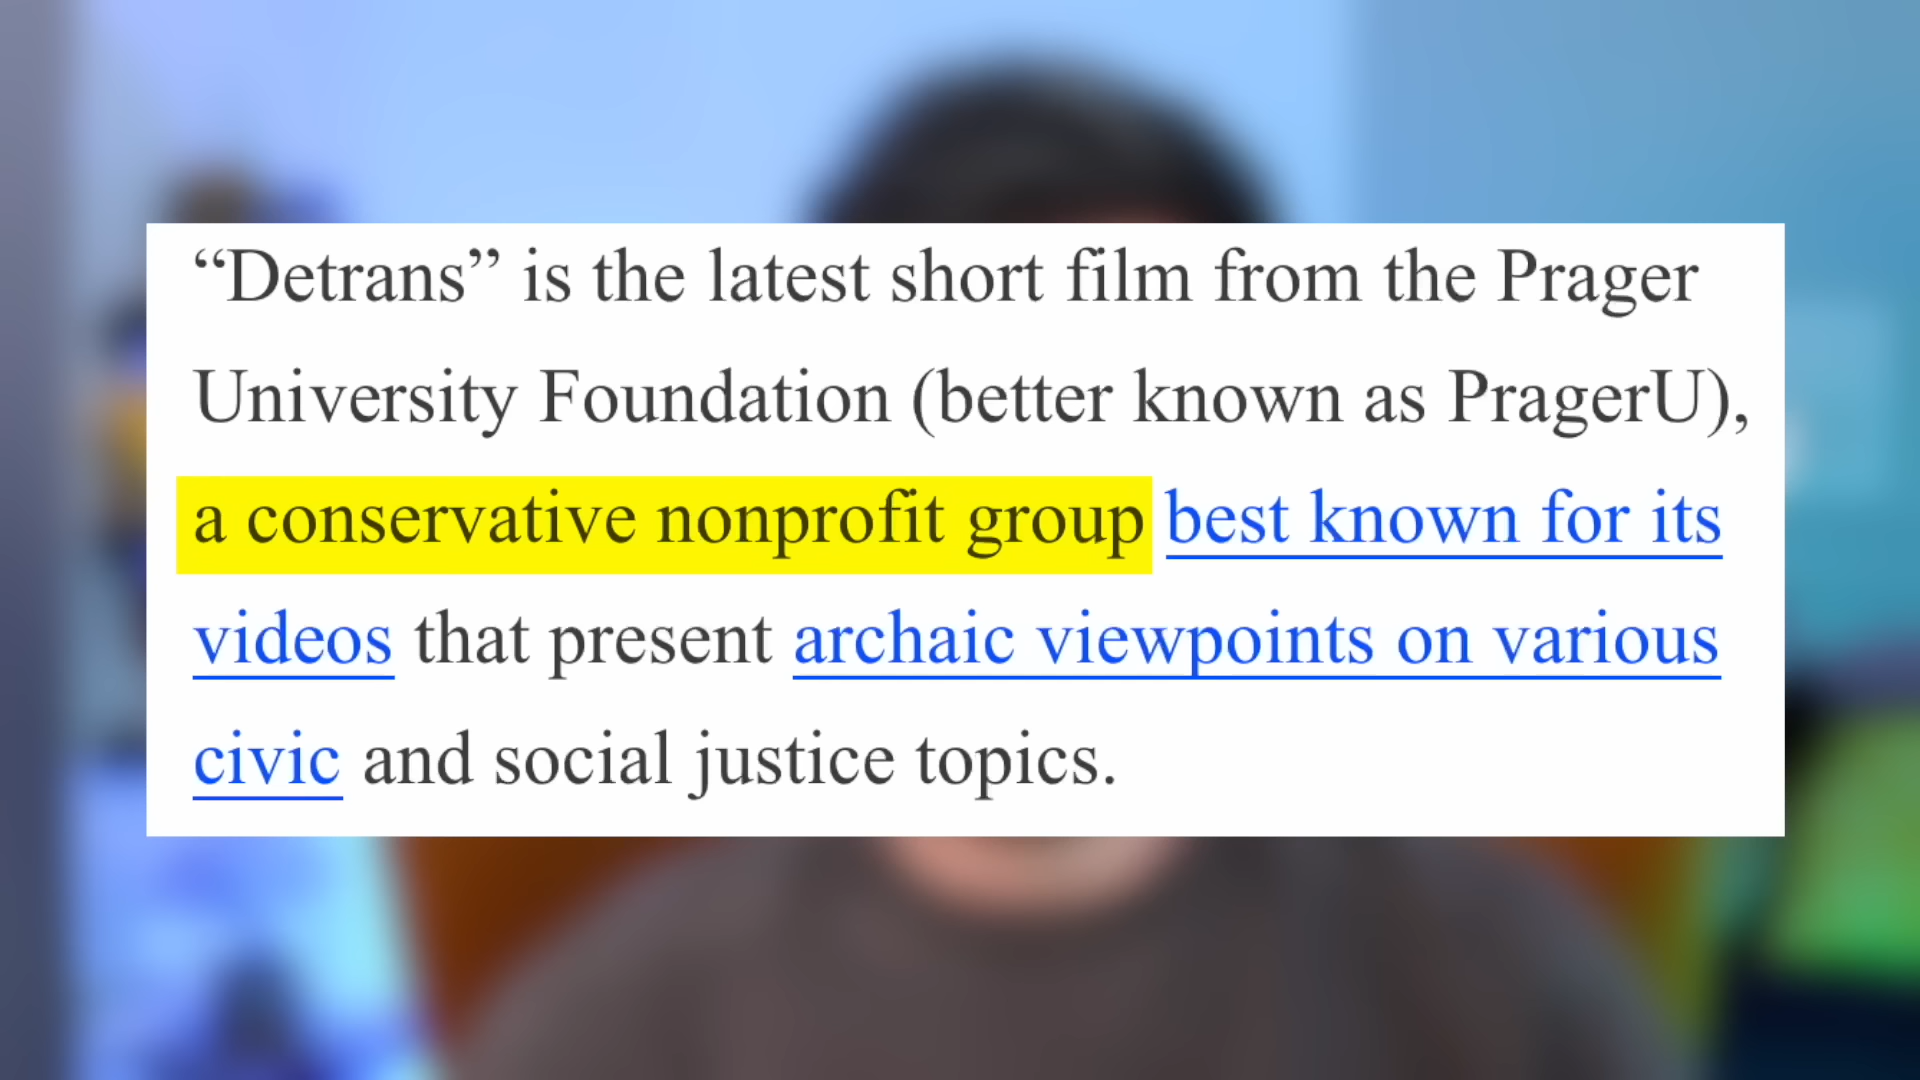 “Detrans” is the latest short film from the Prager
University Foundation (better known as PragerU),
a conservative nonprofit group best known for its
videos that present archaic viewpoints on various
civic and social justice topics.